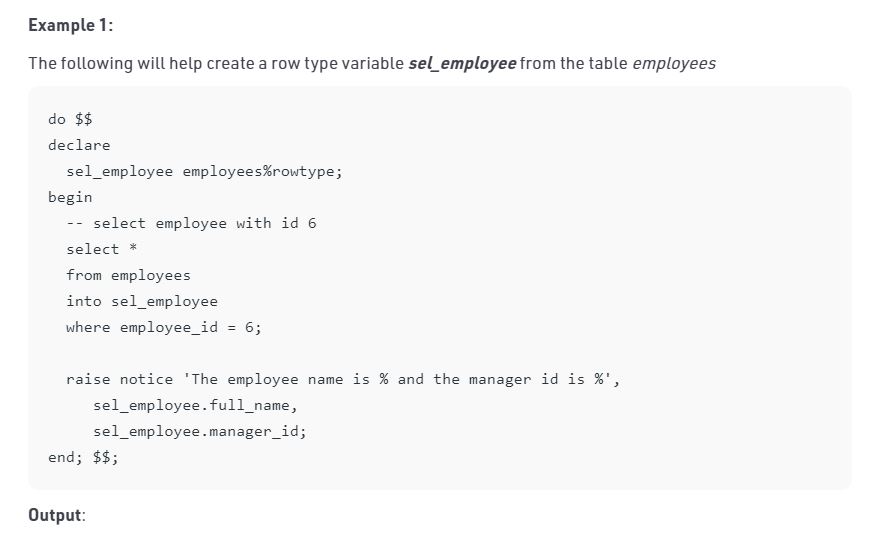 Example 1:
The following will help create a row type variable sel_employee from the table employees
do $$
declare
  sel_employee employees%rowtype;
begin
  -- select employee with id 6
  select *
  from employees
  into sel_employee
  where employee_id = 6;

  raise notice 'The employee name is % and the manager id is %',
     sel_employee.full_name,
     sel_employee.manager_id;
end; $$;
Output: